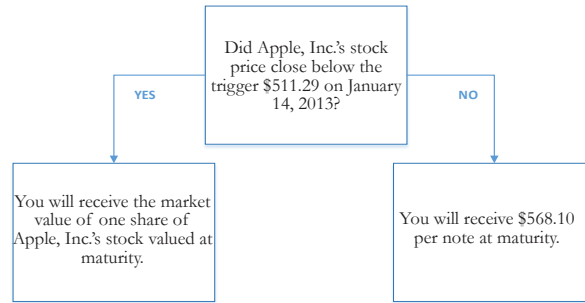 Did Apple, Inc.'s stock
price close below the
trigger $511.29 on January
14, 2013?
YES
NO
You will receive the market
value of one share of
Apple, Inc.'s stock valued at
maturity.
You will receive $568.10
per note at maturity.